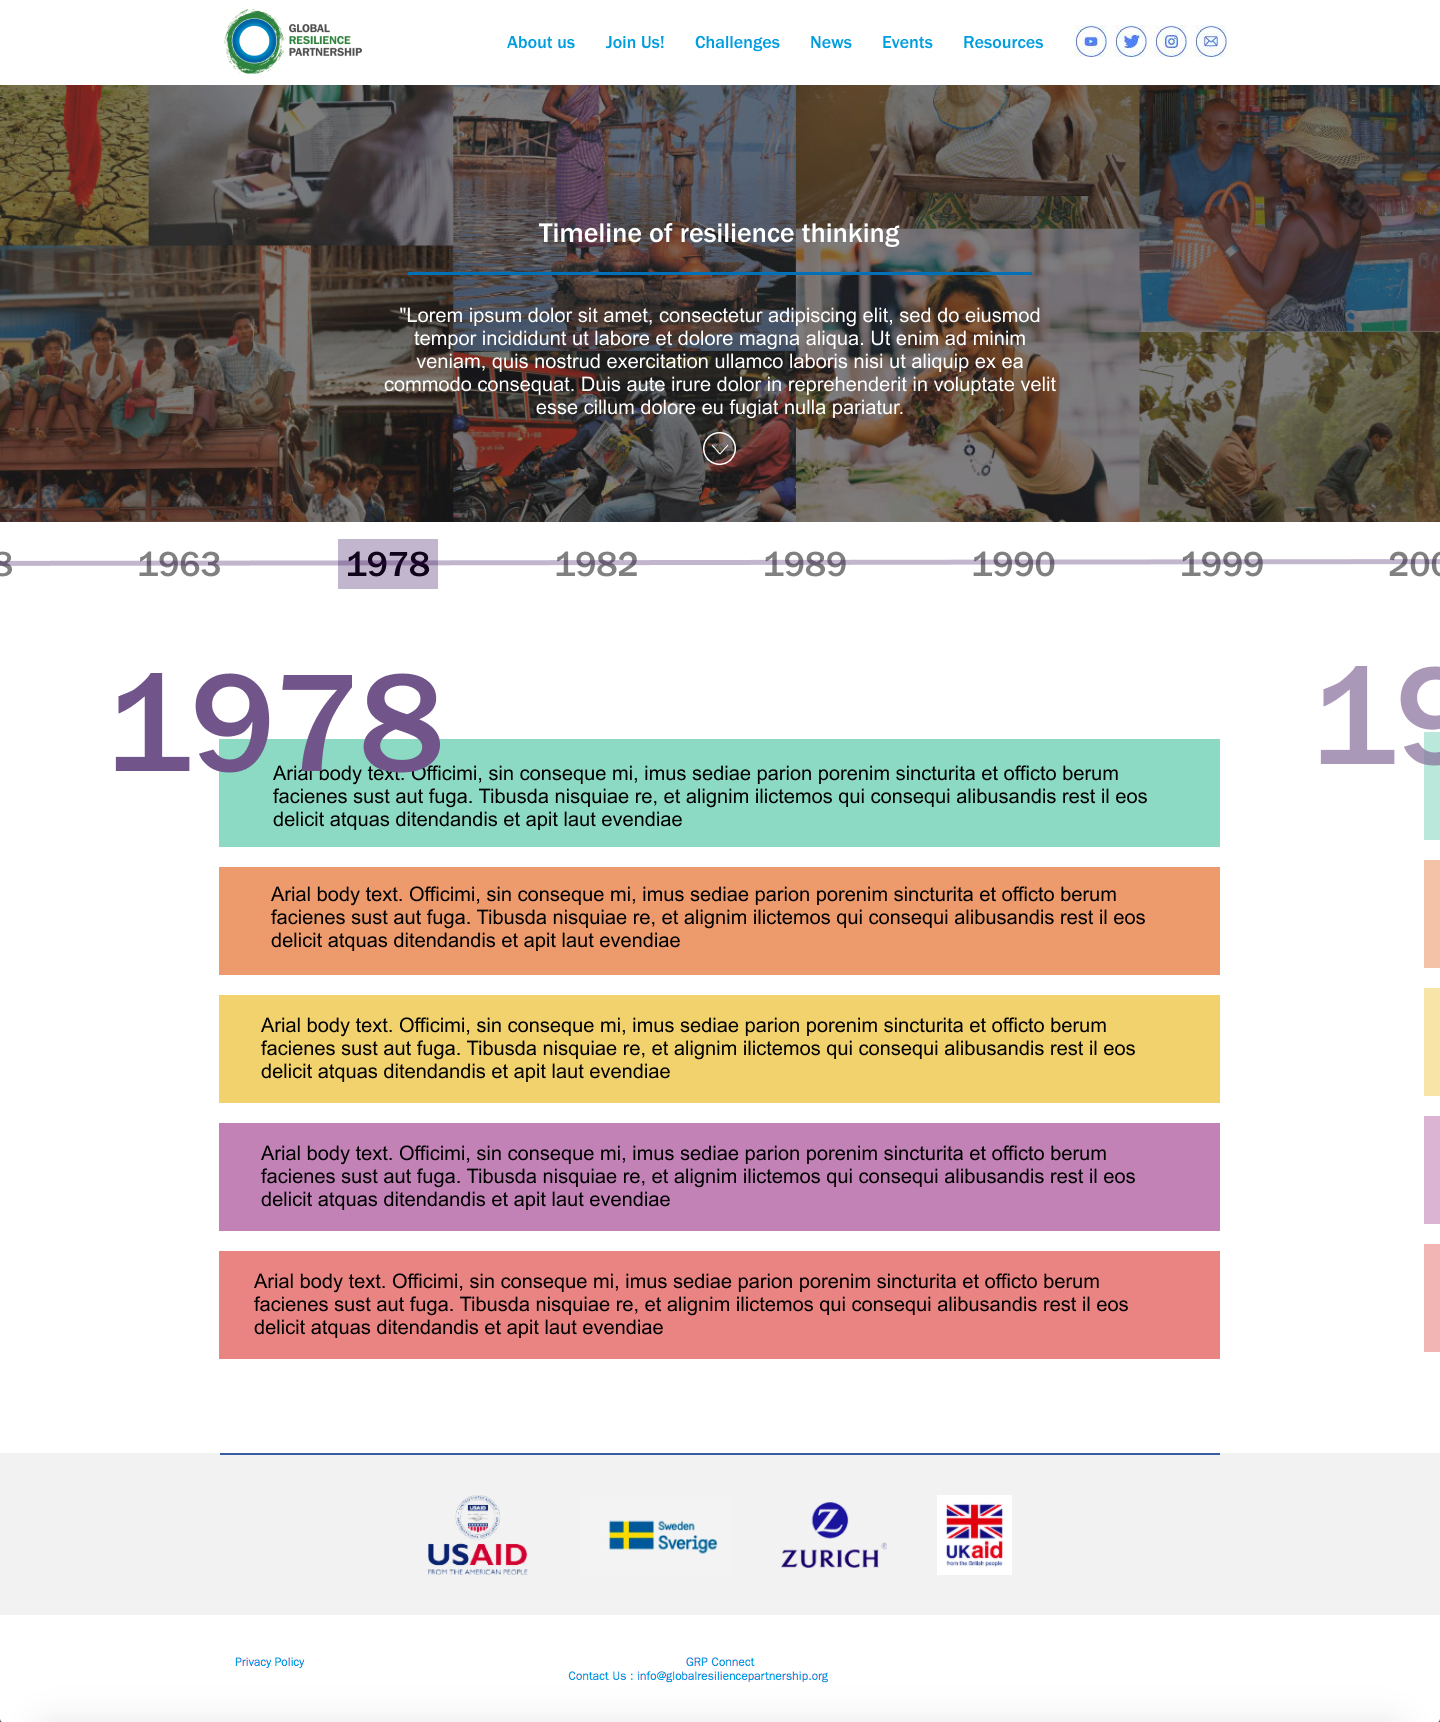 GLOBAL
RESILIENCE
PARTNERSHIP
About us Join Us! Challenges News Events Resources
Timeline of resilience thinking
"Lorem ipsum dolor sit amet, consectetur adipiscing elit, sed do eiusmod
tempor incididunt ut labore et dolore magna aliqua. Ut enim ad minim
veniam, quis nostrud exercitation ullamco laboris nisi ut aliquip ex ea
commodo consequat. Duis aute irure dolor in reprehenderit in voluptate velit
esse cillum dolore eu fugiat nulla pariatur.
8 1963 1978 1982 1989 1990 1999 200
1978 19
Arial body text. Officimi, sin conseque mi, imus sediae parion porenim sincturita et officto berum
facienes sust aut fuga. Tibusda nisquiae re, et alignim ilictemos qui consequi alibusandis rest il eos
delicit atquas ditendandis et apit laut evendiae
Arial body text. Officimi, sin conseque mi, imus sediae parion porenim sincturita et officto berum
facienes sust aut fuga. Tibusda nisquiae re, et alignim ilictemos qui consequi alibusandis rest il eos
delicit atquas ditendandis et apit laut evendiae
Arial body text. Officimi, sin conseque mi, imus sediae parion porenim sincturita et officto berum
facienes sust aut fuga. Tibusda nisquiae re, et alignim ilictemos qui consequi alibusandis rest il eos
delicit atquas ditendandis et apit laut evendiae
Arial body text. Officimi, sin conseque mi, imus sediae parion porenim sincturita et officto berum
facienes sust aut fuga. Tibusda nisquiae re, et alignim ilictemos qui consequi alibusandis rest il eos
delicit atquas ditendandis et apit laut evendiae
Arial body text. Officimi, sin conseque mi, imus sediae parion porenim sincturita et officto berum
facienes sust aut fuga. Tibusda nisquiae re, et alignim ilictemos qui consequi alibusandis rest il eos
delicit atquas ditendandis et apit laut evendiae
USAID
USAID
FROM THE AMERICAN PEOPLE
Sweden
Sverige
Z
ZURICH®
UKaid
from the British people
Privacy Policy
GRP Connect
Contact Us : info@globalresiliencepartnership.org